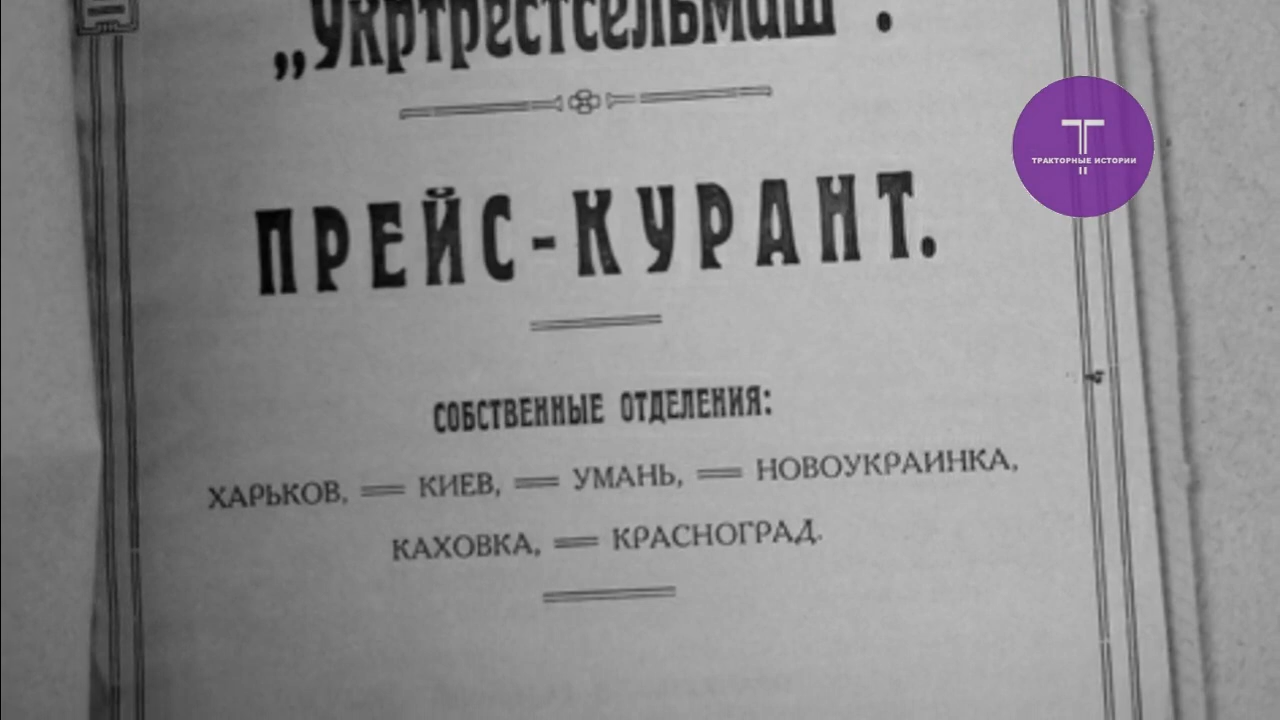 „Укртрестсельмаш".
ПРЕЙС-КУРАНТ.
СОБСТВЕННЫЕ ОТДЕЛЕНИЯ:
ХАРЬКОВ, = КИЕВ, = УМАНЬ, = НОВОУКРАИНКА,
КАХОВКА, = КРАСНОГРАД.
ТРАКТОРНЫЕ ИСТОРИИ